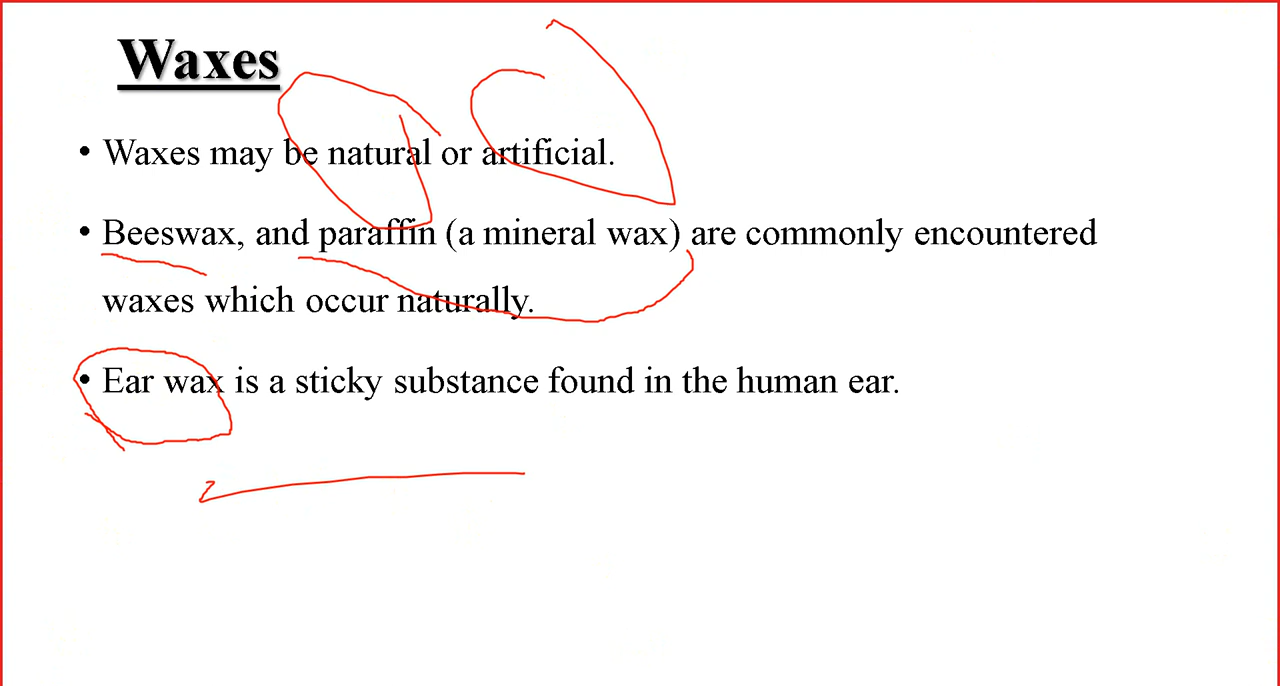 Waxes
• Waxes may be natural or artificial.
• Beeswax, and paraffin (a mineral wax) are commonly encountered
waxes which occur naturally.
• Ear wax is a sticky substance found in the human ear.